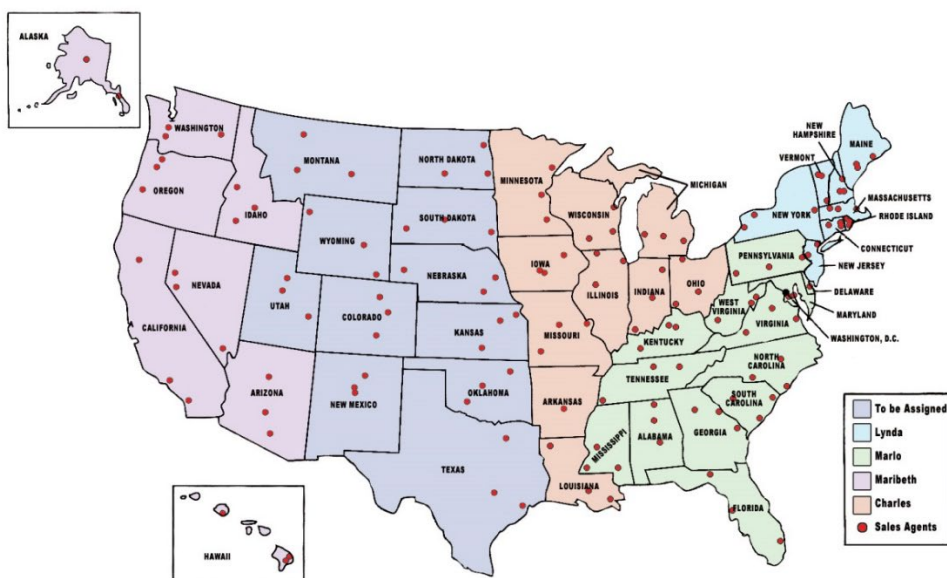 ALASKA
WASHINGTON
MONTANA
NORTH DAKOTA
MINNESOTA
MICHIGAN
NEW
HAMPSHIRE
VERMONT
MAINE
OREGON
IDAHO
WYOMING
SOUTH DAKOTA
WISCONSIN
NEW YORK
MASSACHUSETTS
RHODE ISLAND
CONNECTICUT
NEW JERSEY
NEVADA
UTAH
COLORADO
NEBRASKA
IOWA
ILLINOIS
INDIANA
OHIO
PENNSYLVANIA
DELAWARE
MARYLAND
WASHINGTON, D.C.
CALIFORNIA
KANSAS
MISSOURI
KENTUCKY
WEST
VIRGINIA
VIRGINIA
ARIZONA
NEW MEXICO
OKLAHOMA
ARKANSAS
TENNESSEE
NORTH
CAROLINA
SOUTH
CAROLINA
TEXAS
LOUISIANA
MISSISSIPPI
ALABAMA
GEORGIA
FLORIDA
HAWAII
To be Assigned
Lynda
Marlo
Maribeth
Charles
Sales Agents